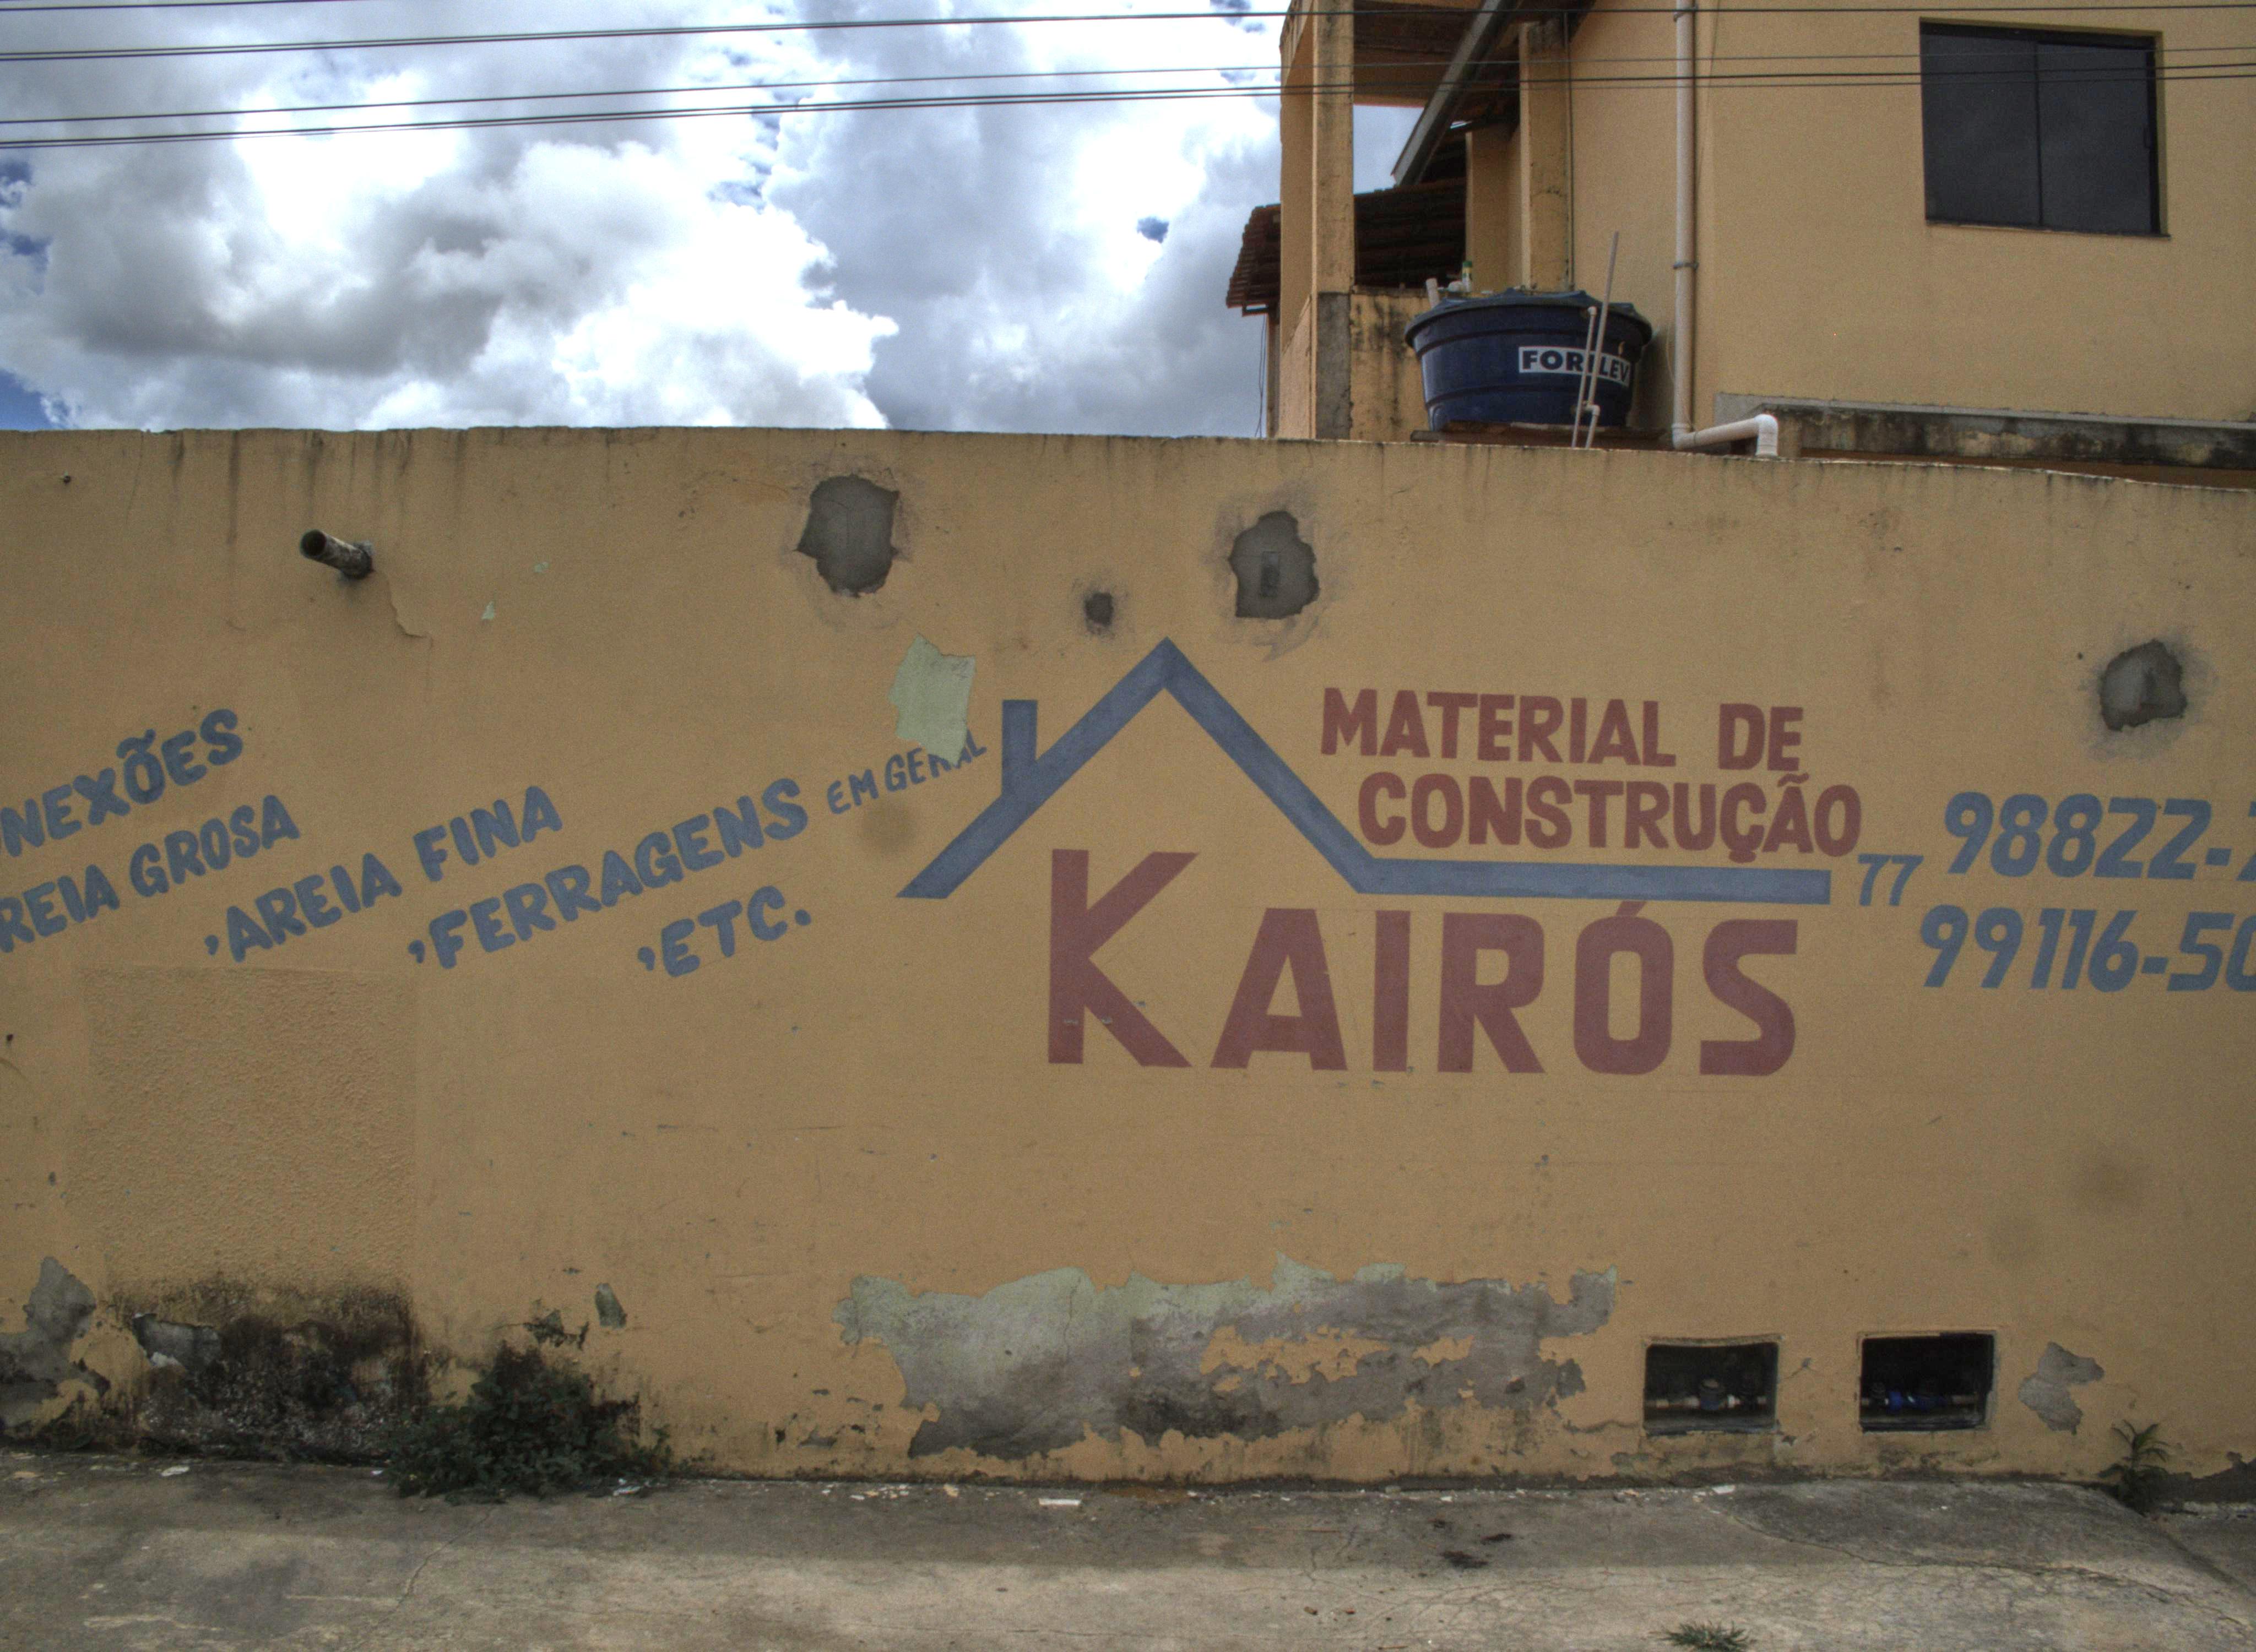 FORTLEV
NEXÕES
REIA GROSA
,AREIA FINA
,FERRAGENS EM GERAL
,ETC.
MATERIAL DE
CONSTRUÇÃO
KAIRÓS
77 98822-
99116-50